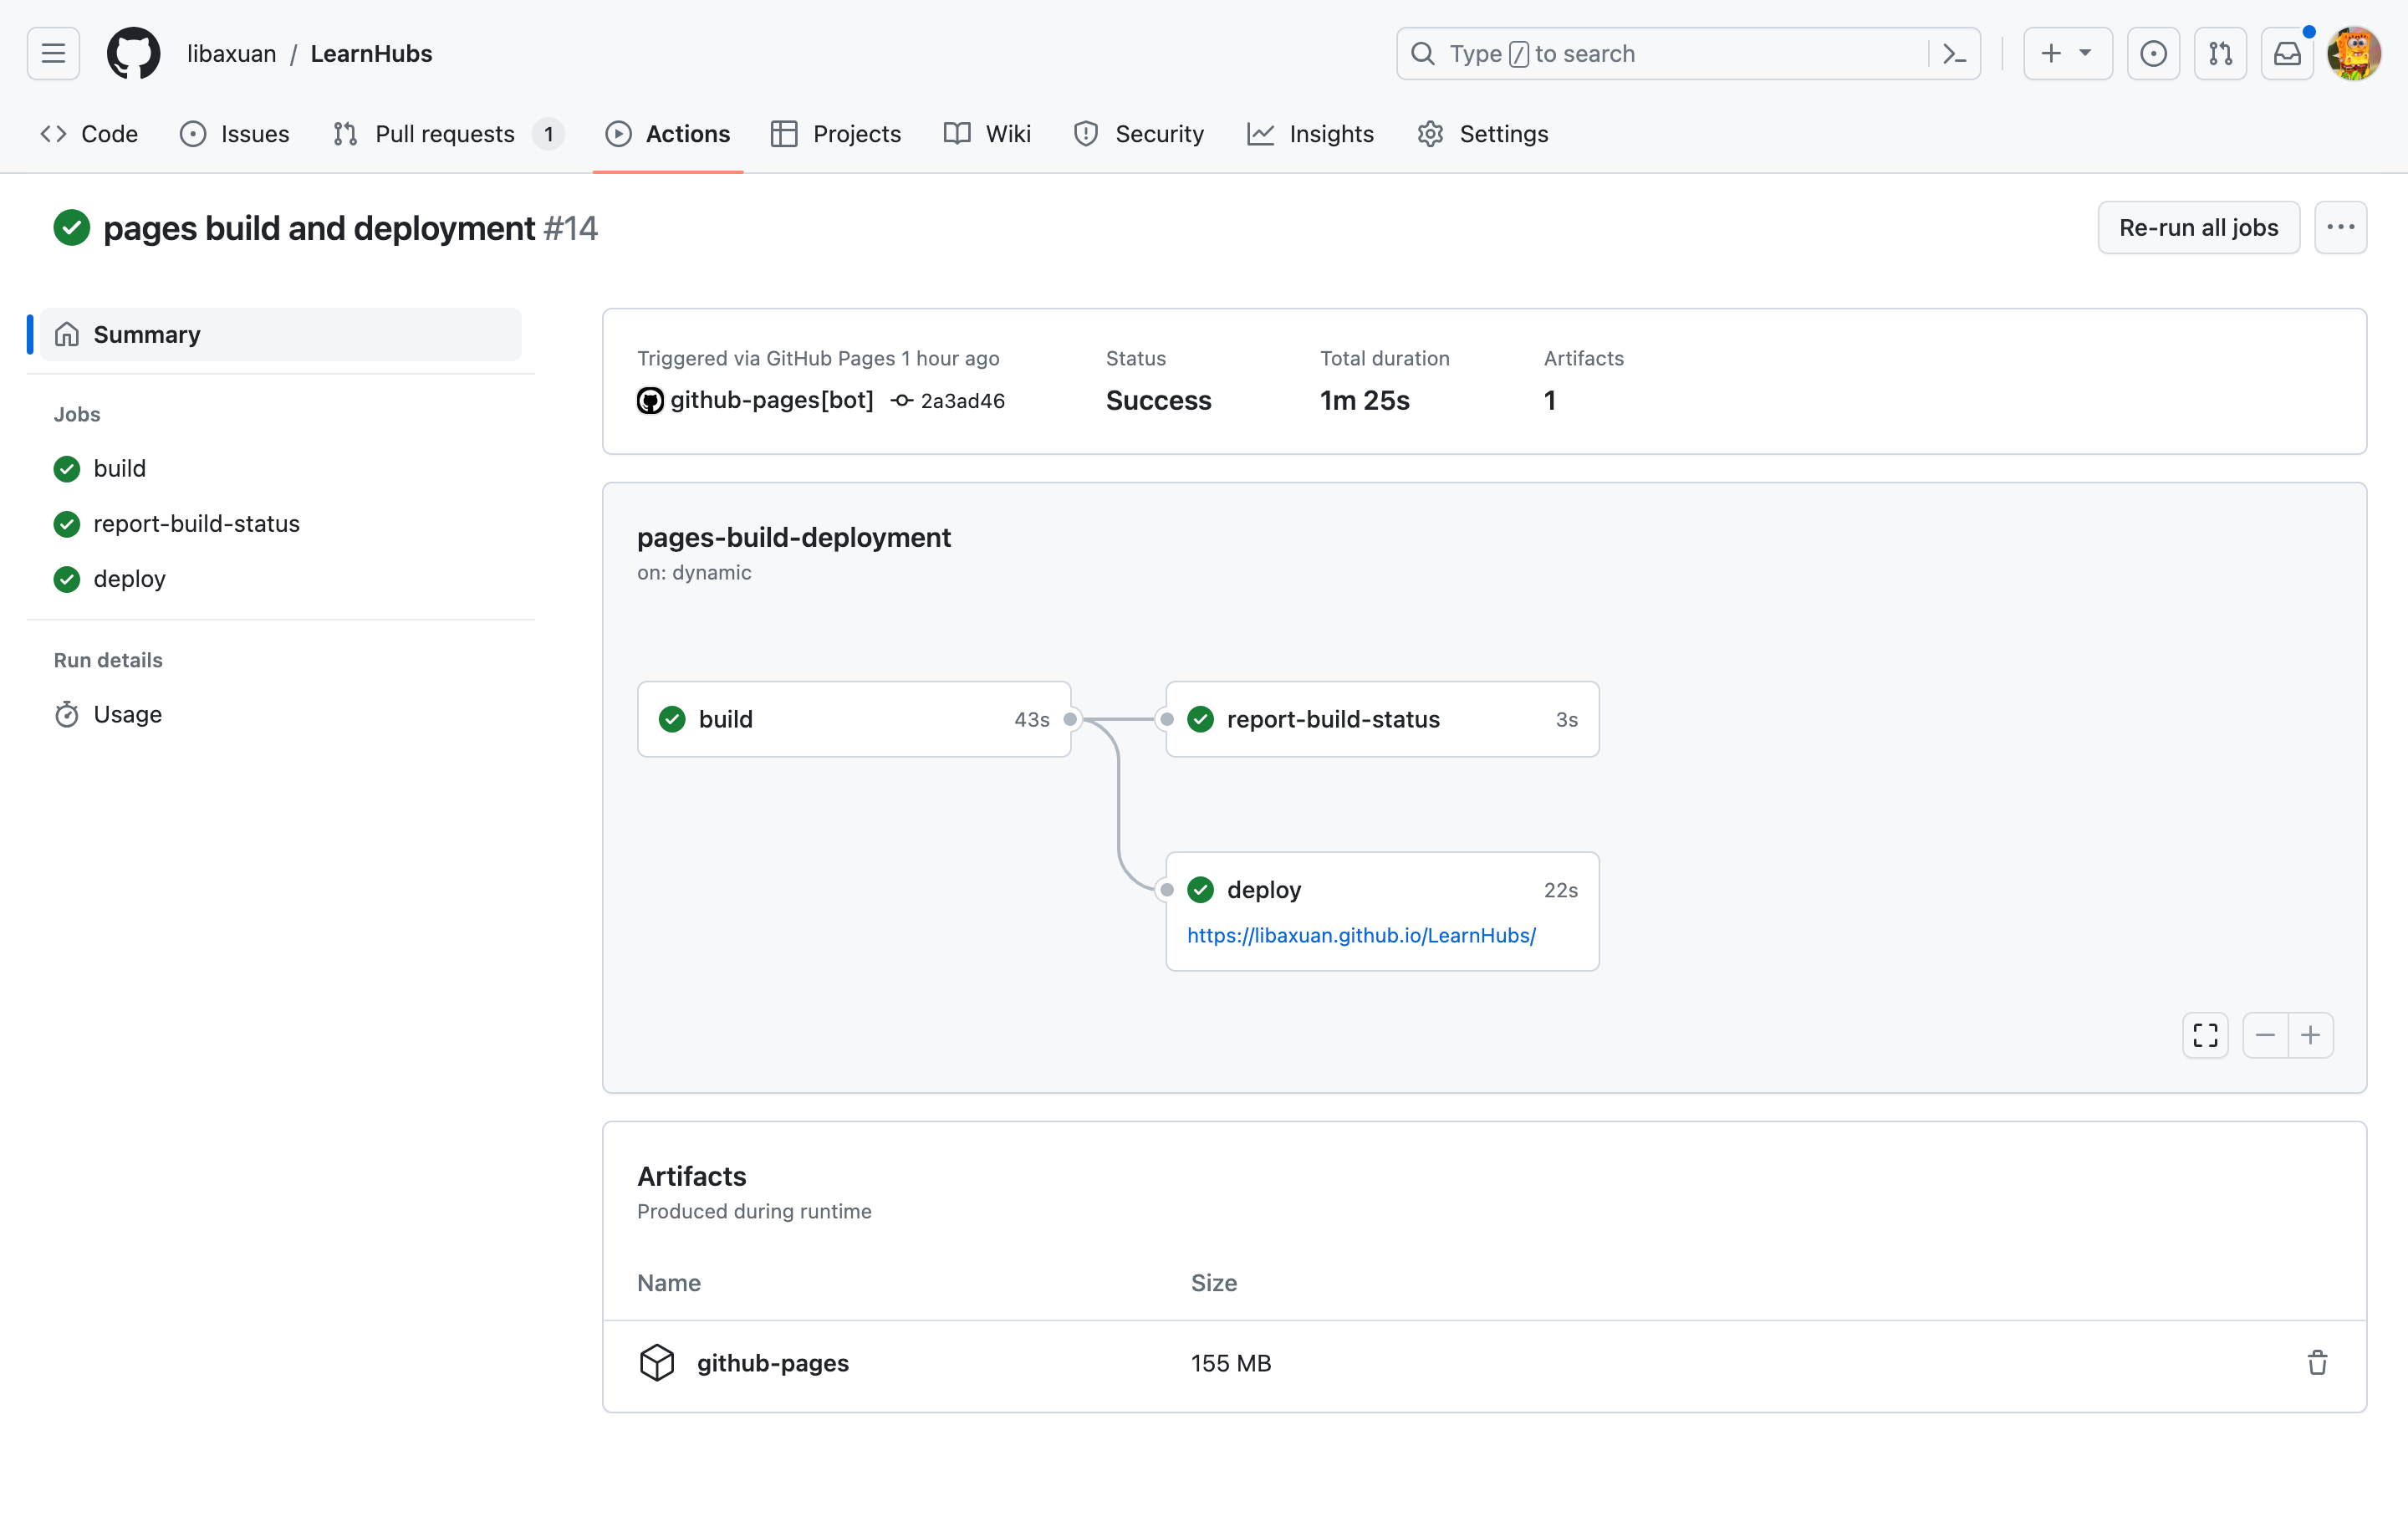 libaxuan / LearnHubs
Type / to search
Code Issues Pull requests 1 Actions Projects Wiki Security Insights Settings
pages build and deployment #14
Re-run all jobs
Summary
Jobs
build
report-build-status
deploy
Run details
Usage
Triggered via GitHub Pages 1 hour ago
github-pages[bot] 2a3ad46
Status
Success
Total duration
1m 25s
Artifacts
1
pages-build-deployment
on: dynamic
build 43s
report-build-status 3s
deploy 22s
https://libaxuan.github.io/LearnHubs/
Artifacts
Produced during runtime
Name Size
github-pages 155 MB